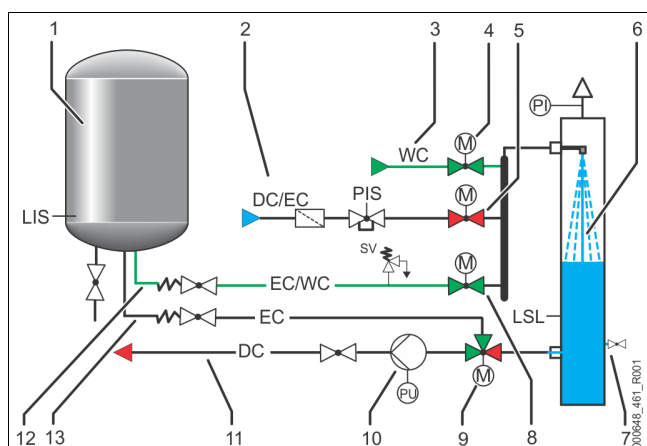 1
2
3
4
5
6
M
PI
WC
DC/EC
PIS
M
LIS
SV
EC/WC
M
LSL
EC
DC
PU
M
12
13
11
10
9
8
7
000648_461_R001